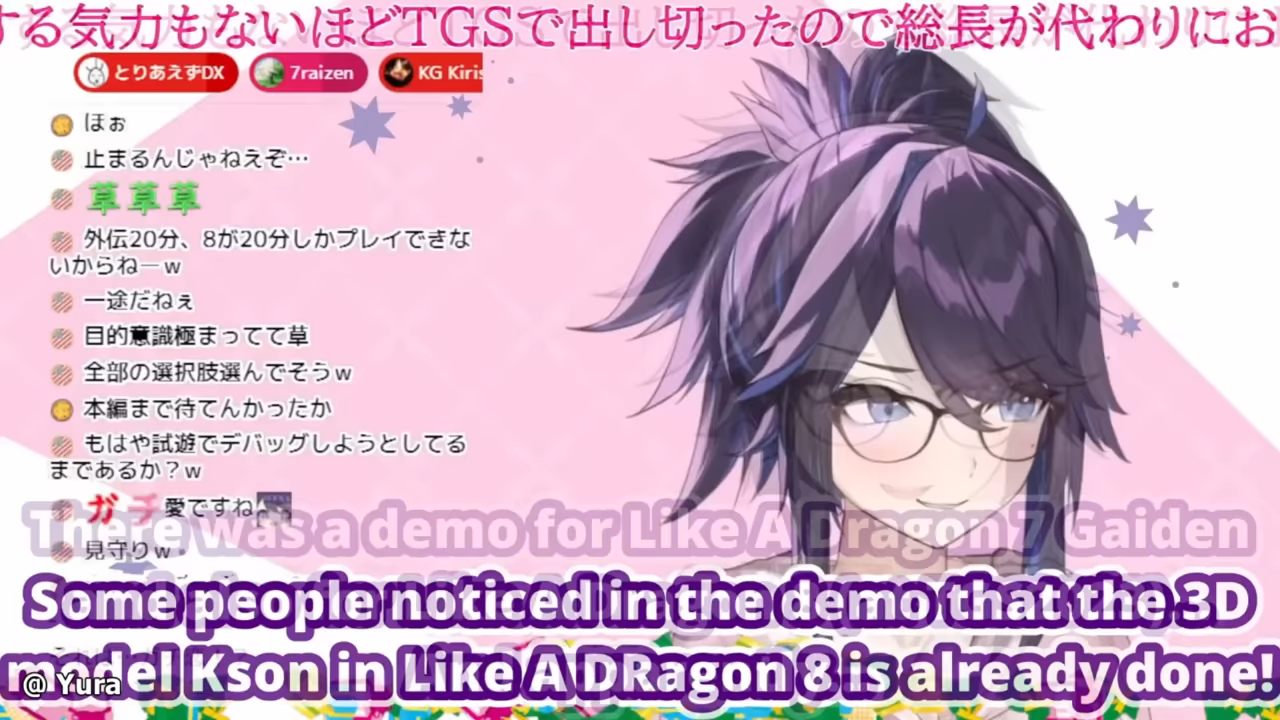 する気力もないほどTGSで出し切ったので総長が代わりにお
とりあえずDX 7raizen KG Kiris
ほぉ
止まるんじゃねえぞ…
草草草
外伝20分、8が20分しかプレイできな
いからねーw
一途だねぇ
目的意識極まってて草
全部の選択肢選んでそうw
本編まで待てんかったか
もはや試遊でデバッグしようとしてる
まであるか？w
ガチ愛ですね
見守りw
There was a demo for Like A Dragon 7 Gaiden
Some people noticed in the demo that the 3D
model Kson in Like A DRagon 8 is already done!
@ Yura